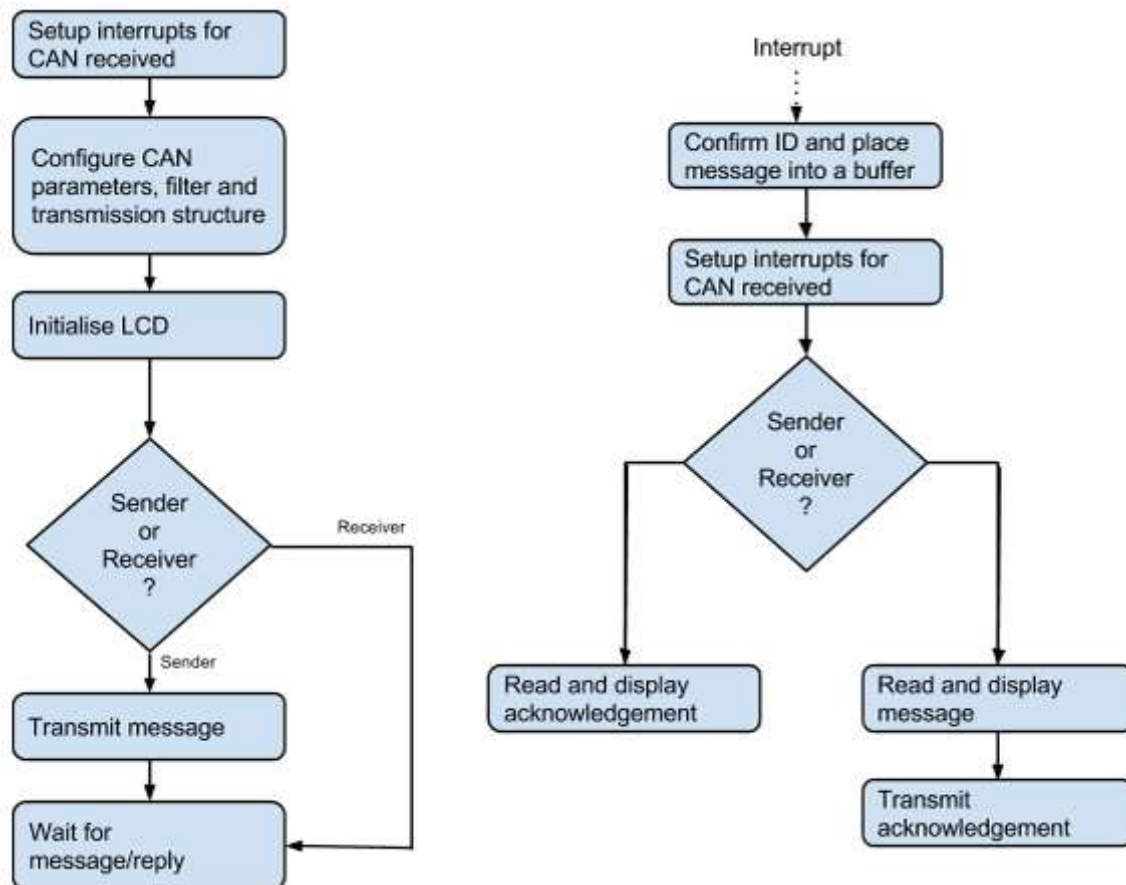 Setup interrupts for
CAN received
Configure CAN
parameters, filter and
transmission structure
Initialise LCD
Sender
or
Receiver
?
Receiver
Sender
Transmit message
Wait for
message/reply
Interrupt
Confirm ID and place
message into a buffer
Setup interrupts for
CAN received
Sender
or
Receiver
?
Read and display
acknowledgement
Read and display
message
Transmit
acknowledgement